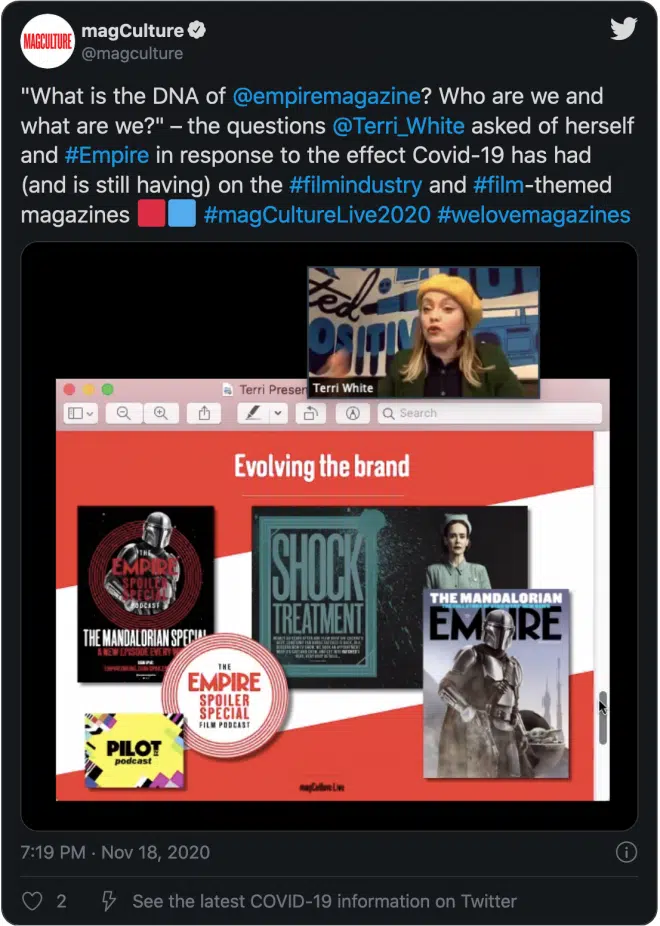 MAGCULTURE
magCulture
@magculture
"What is the DNA of @empiremagazine? Who are we and
what are we?" – the questions @Terri_White asked of herself
and #Empire in response to the effect Covid-19 has had
(and is still having) on the #filmindustry and #film-themed
magazines 🟥🟦 #magCultureLive2020 #welovemagazines
ted
OSITIV
Terri White
Terri Presen
Search
Evolving the brand
THE
EMPIRE
SPOILER
SPECIAL
PODCAST
THE MANDALORIAN SPECIAL
A NEW EPISODE EVERY
SHOCK
TREATMENT
THE MANDALORIAN
EMPIRE
THE
EMPIRE
SPOILER
SPECIAL
FILM PODCAST
PILOT
podcast
magCulture Live
7:19 PM · Nov 18, 2020
2
See the latest COVID-19 information on Twitter